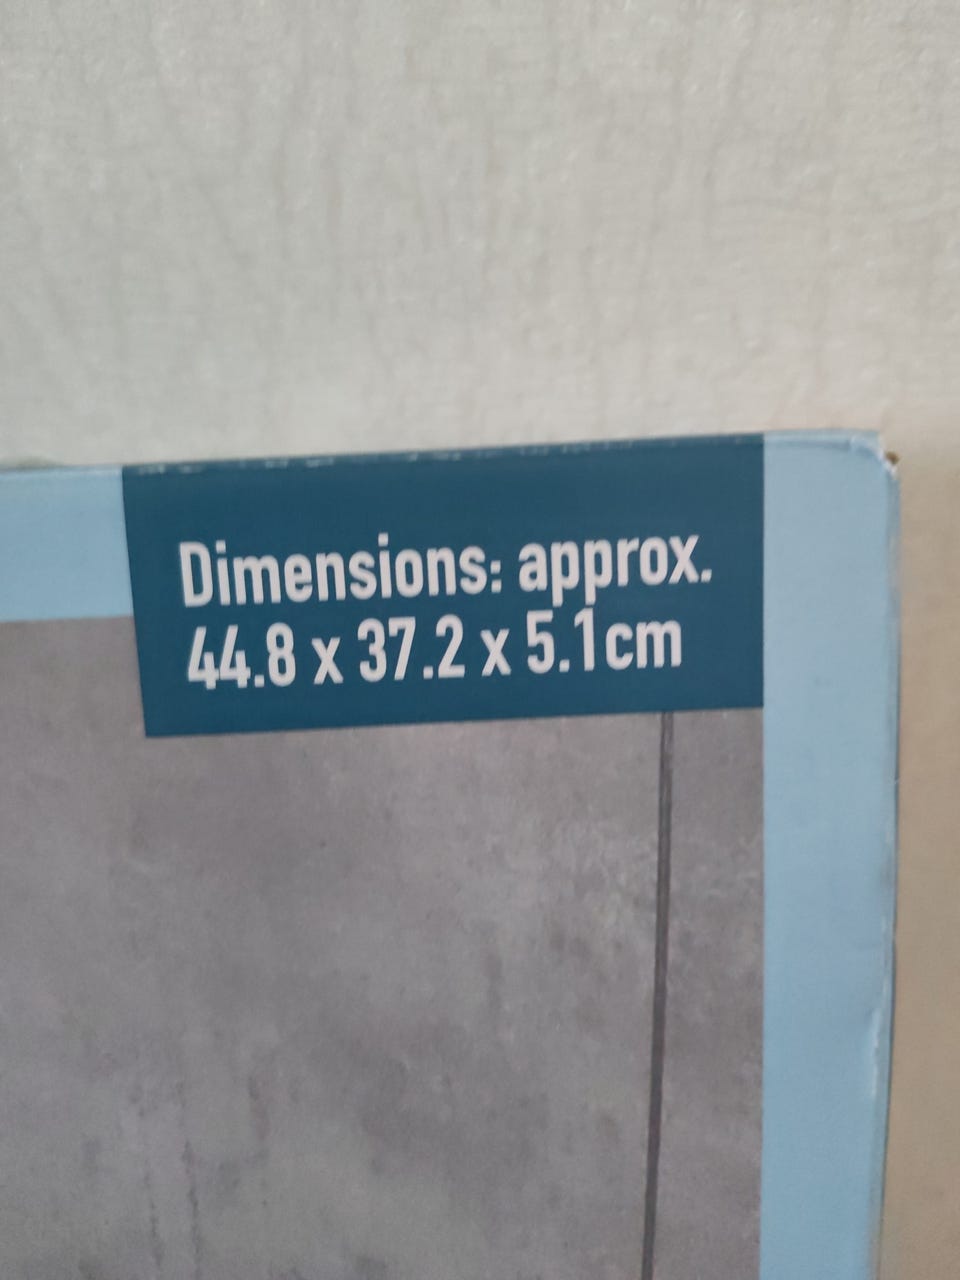 Dimensions: approx.
44.8 x 37.2 x 5.1cm